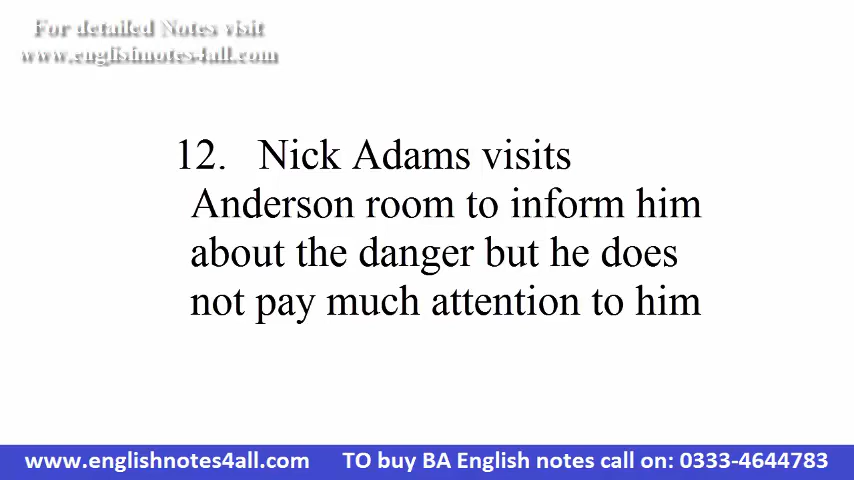 For detailed Notes visit
www.englisinotes4all.com
12. Nick Adams visits
Anderson room to inform him
about the danger but he does
not pay much attention to him
www.englishnotes4all.com TO buy BA English notes call on: 0333-4644783